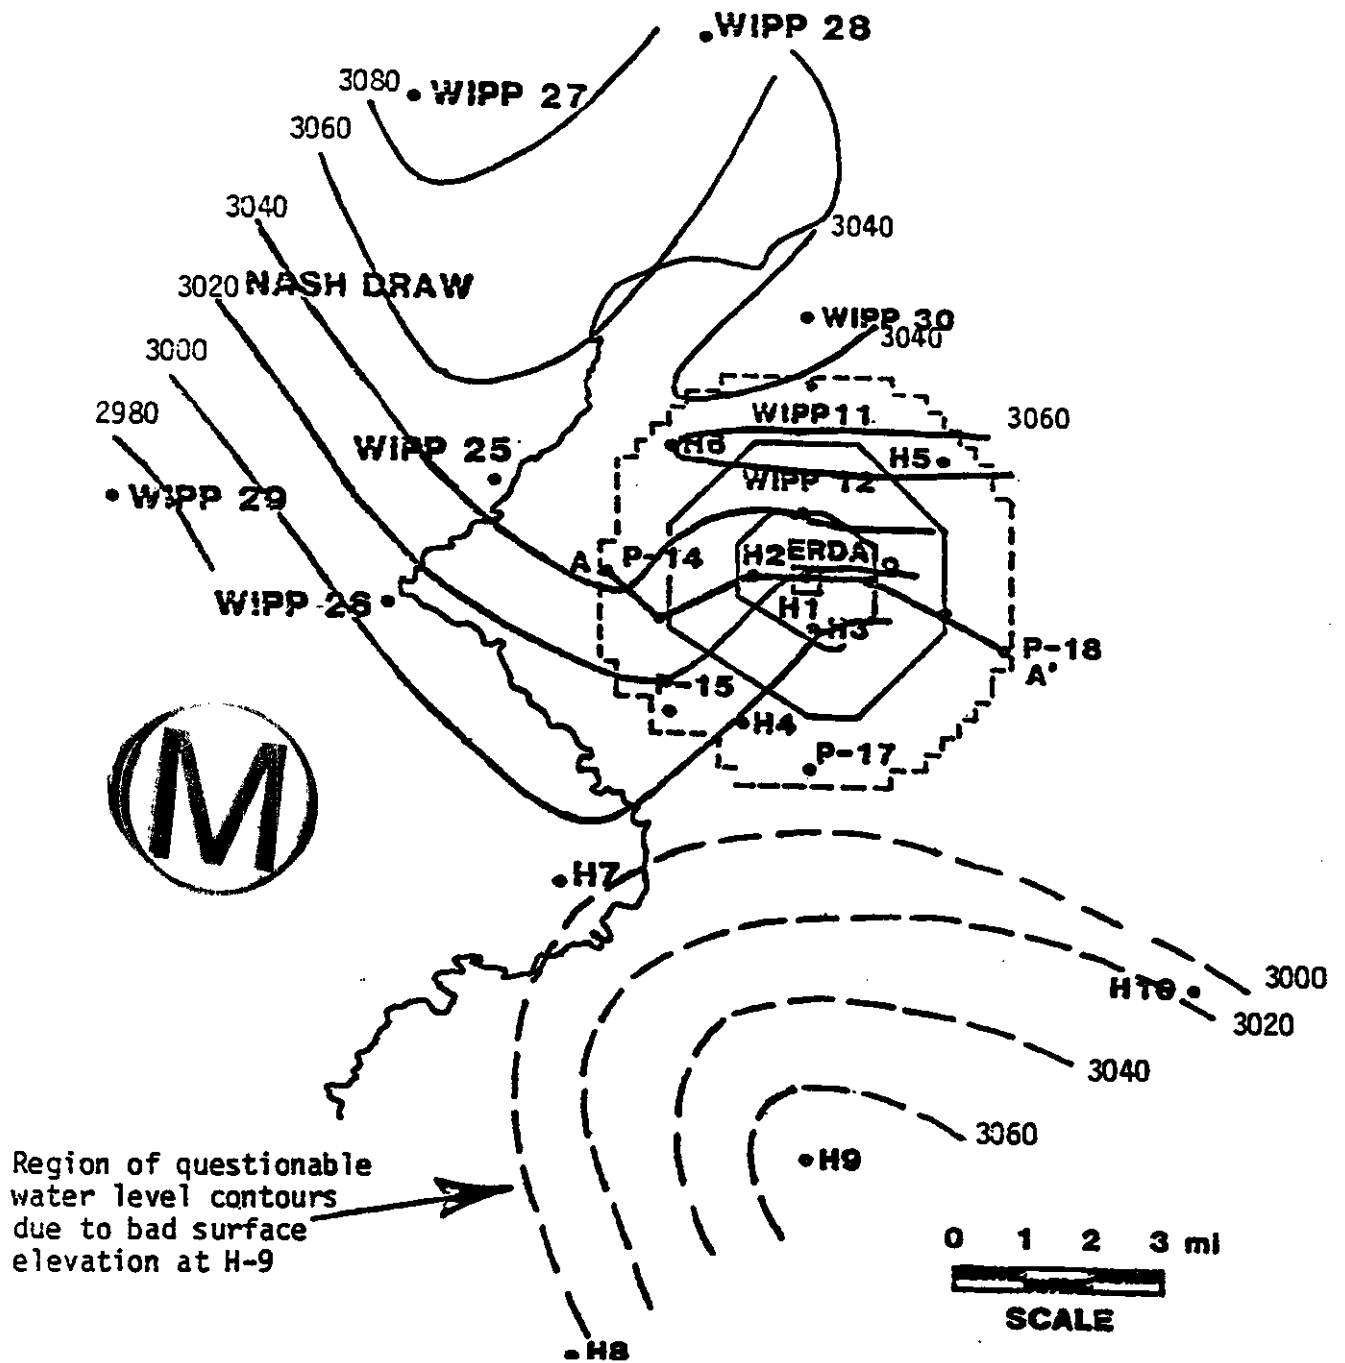 WIPP 28
3080
WIPP 27
3060
3040
3040
NASH DRAW
3020
WIPP 30
3040
3000
2980
WIPP 11
3060
WIPP 25
H6
H5
WIPP 12
WIPP 29
A
P-14
H2
ERDA
WIPP 26
H1
H3
P-18
A'
P-15
H4
P-17
M
H7
3000
H10
3020
3040
3060
H9
Region of questionable
water level contours
due to bad surface
elevation at H-9
0 1 2 3 mi
SCALE
H8